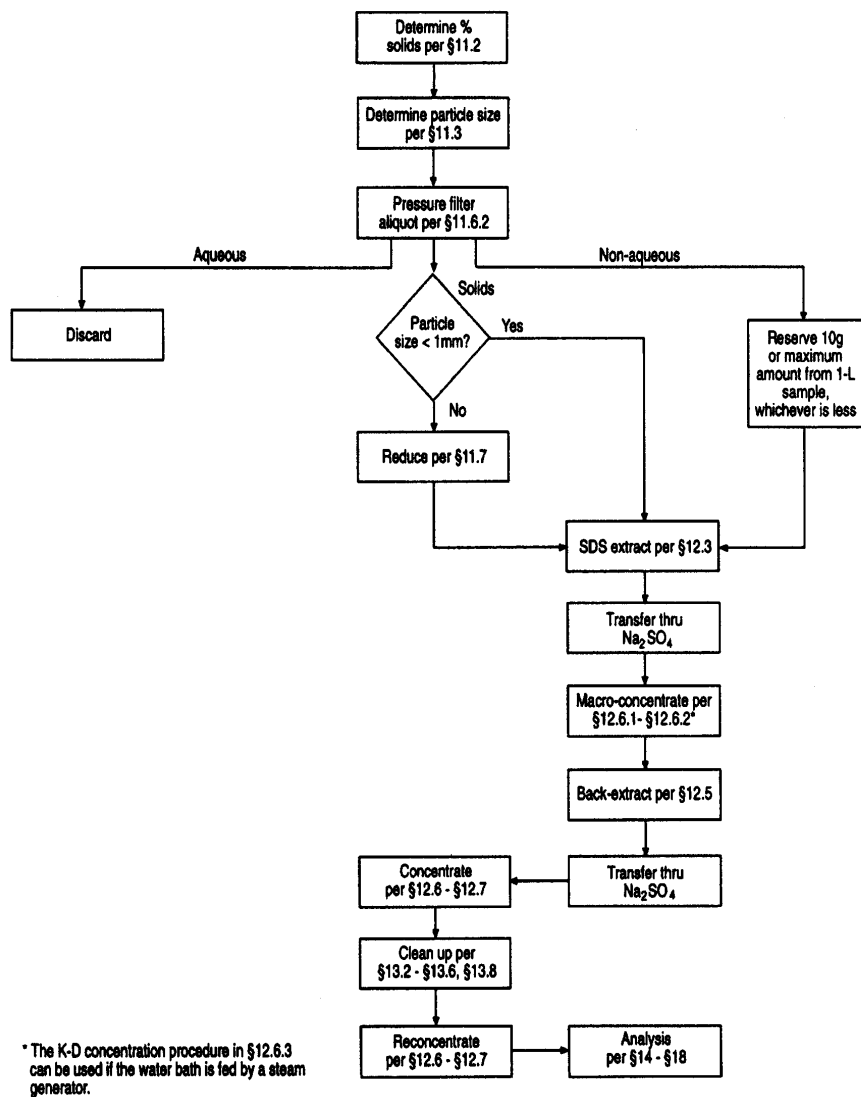 Determine %
solids per §11.2
Determine particle size
per §11.3
Pressure filter
aliquot per §11.6.2
Aqueous
Non-aqueous
Solids
Discard
Particle
size < 1mm?
Yes
No
Reserve 10g
or maximum
amount from 1-L
sample,
whichever is less
Reduce per §11.7
SDS extract per §12.3
Transfer thru
Na₂SO₄
Macro-concentrate per
§12.6.1- §12.6.2*
Back-extract per §12.5
Transfer thru
Na₂SO₄
Concentrate
per §12.6 - §12.7
Clean up per
§13.2 - §13.6, §13.8
Reconcentrate
per §12.6 - §12.7
Analysis
per §14 - §18
* The K-D concentration procedure in §12.6.3
can be used if the water bath is fed by a steam
generator.